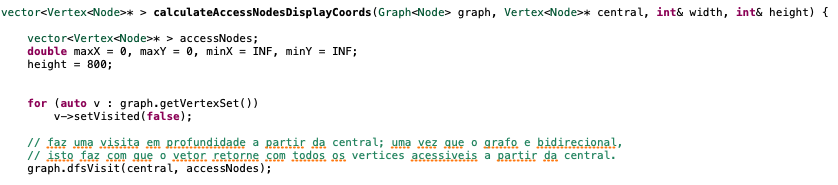 vector<Vertex<Node>* > calculateAccessNodesDisplayCoords(Graph<Node> graph, Vertex<Node>* central, int& width, int& height) {
vector<Vertex<Node>* > accessNodes;
double maxX = 0, maxY = 0, minX = INF, minY = INF;
height = 800;
for (auto v : graph.getVertexSet())
v->setVisited(false);
// faz uma visita em profundidade a partir da central; uma vez que o grafo e bidirecional,
// isto faz com que o vetor retorne com todos os vertices acessiveis a partir da central.
graph.dfsVisit(central, accessNodes);